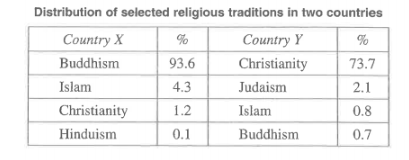 Distribution of selected religious traditions in two countries
Country X % Country Y %
Buddhism 93.6 Christianity 73.7
Islam 4.3 Judaism 2.1
Christianity 1.2 Islam 0.8
Hinduism 0.1 Buddhism 0.7